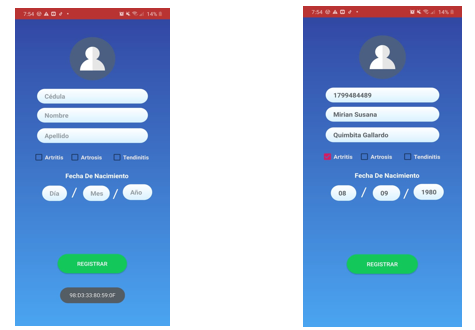 7:54
14%
Cédula
Nombre
Apellido
Artritis Artrosis Tendinitis
Fecha De Nacimiento
Día / Mes / Año
REGISTRAR
98:D3:33:80:59:0F
7:54
14%
1799484489
Mirian Susana
Quimbita Gallardo
Artritis Artrosis Tendinitis
Fecha De Nacimiento
08 / 09 / 1980
REGISTRAR